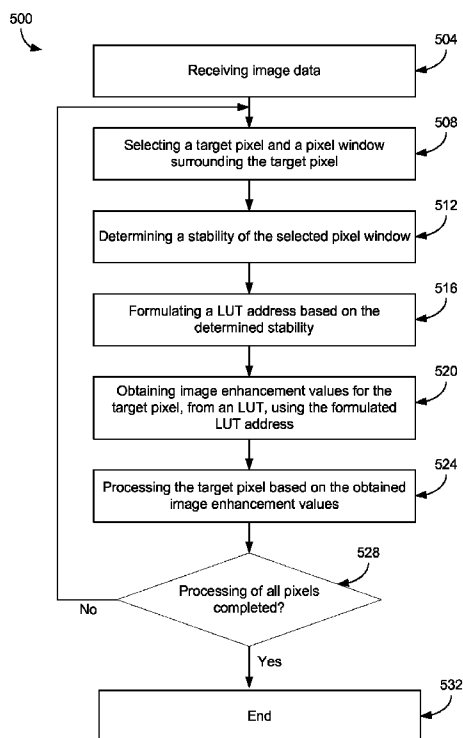 500
504
Receiving image data
508
Selecting a target pixel and a pixel window
surrounding the target pixel
512
Determining a stability of the selected pixel window
516
Formulating a LUT address based on the
determined stability
520
Obtaining image enhancement values for the
target pixel, from an LUT, using the formulated
LUT address
524
Processing the target pixel based on the obtained
image enhancement values
528
Processing of all pixels
completed?
No
Yes
532
End